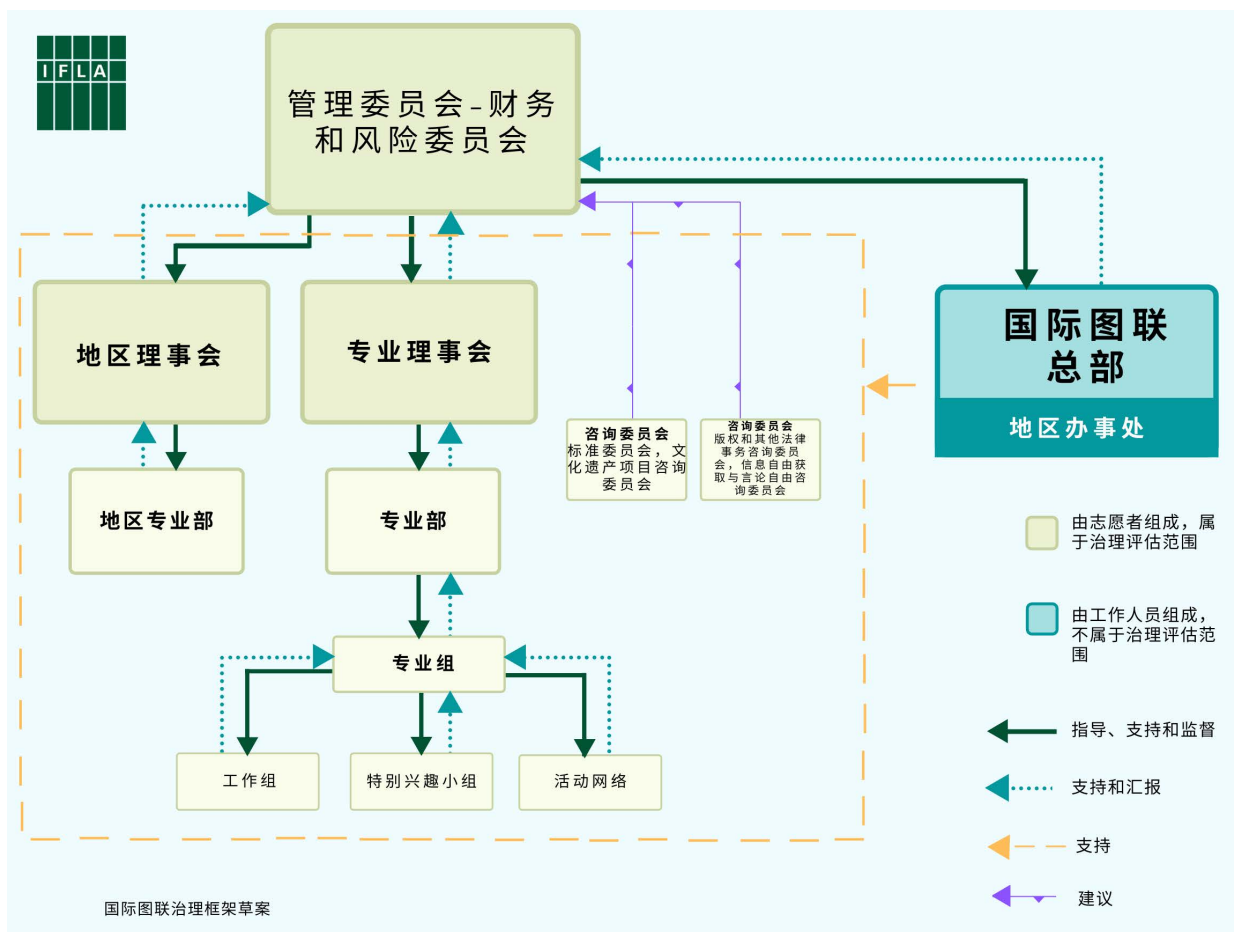 IFLA
管理委员会–财务
和风险委员会
地区理事会
专业理事会
国际图联
总部
地区办事处
咨询委员会
标准委员会，文
化遗产项目咨询
委员会
咨询委员会
版权和其他法律
事务咨询委员
会，信息自由获
取与言论自由咨
询委员会
地区专业部
专业部
专业组
工作组
特别兴趣小组
活动网络
由志愿者组成，属
于治理评估范围
由工作人员组成，
不属于治理评估范
围
指导、支持和监督
支持和汇报
支持
建议
国际图联治理框架草案